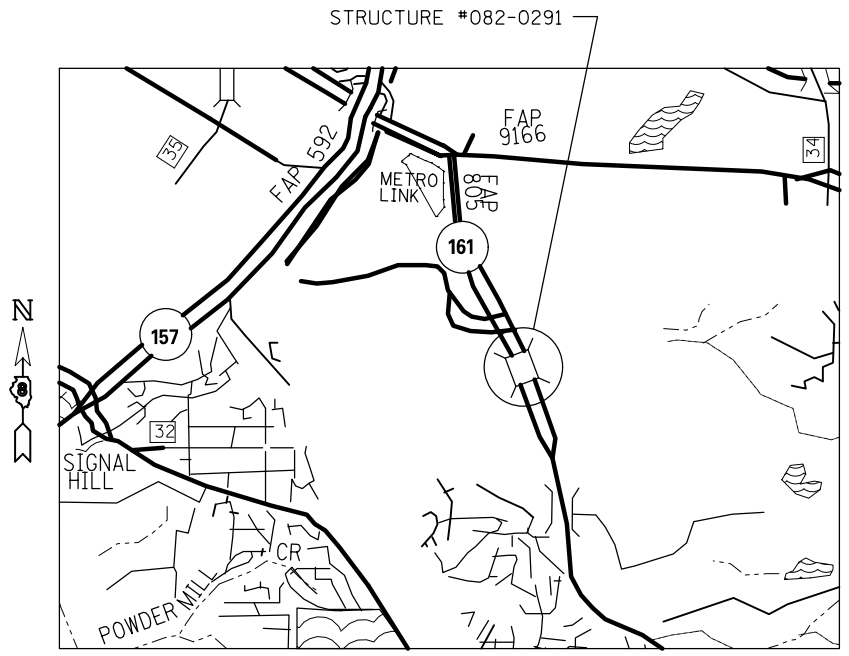 STRUCTURE #082-0291
FAP
9166
35
FAP 592
34
METRO
LINK
FAP
805
161
N
157
8
32
SIGNAL
HILL
CR
POWDER MILL